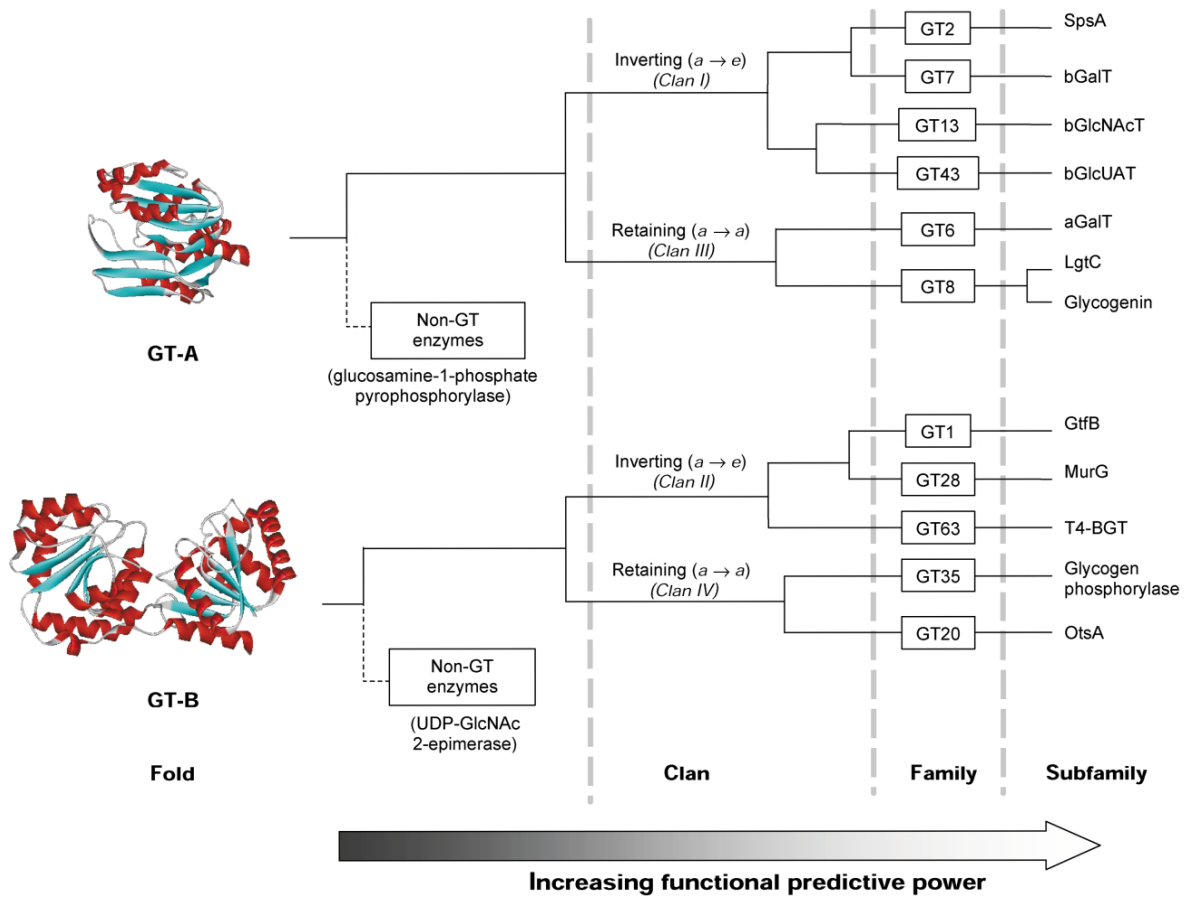 SpsA
GT2
Inverting (a → e)
(Clan I)
GT7
bGalT
GT13
bGlcNAcT
GT43
bGlcUAT
Retaining (a → a)
(Clan III)
GT6
aGalT
LgtC
GT8
Glycogenin
Non-GT
enzymes
GT-A
(glucosamine-1-phosphate
pyrophosphorylase)
GT1
GtfB
Inverting (a → e)
(Clan II)
GT28
MurG
GT63
T4-BGT
Retaining (a → a)
(Clan IV)
GT35
Glycogen
phosphorylase
GT20
OtsA
Non-GT
enzymes
GT-B
(UDP-GlcNAc
2-epimerase)
Fold
Clan
Family
Subfamily
Increasing functional predictive power